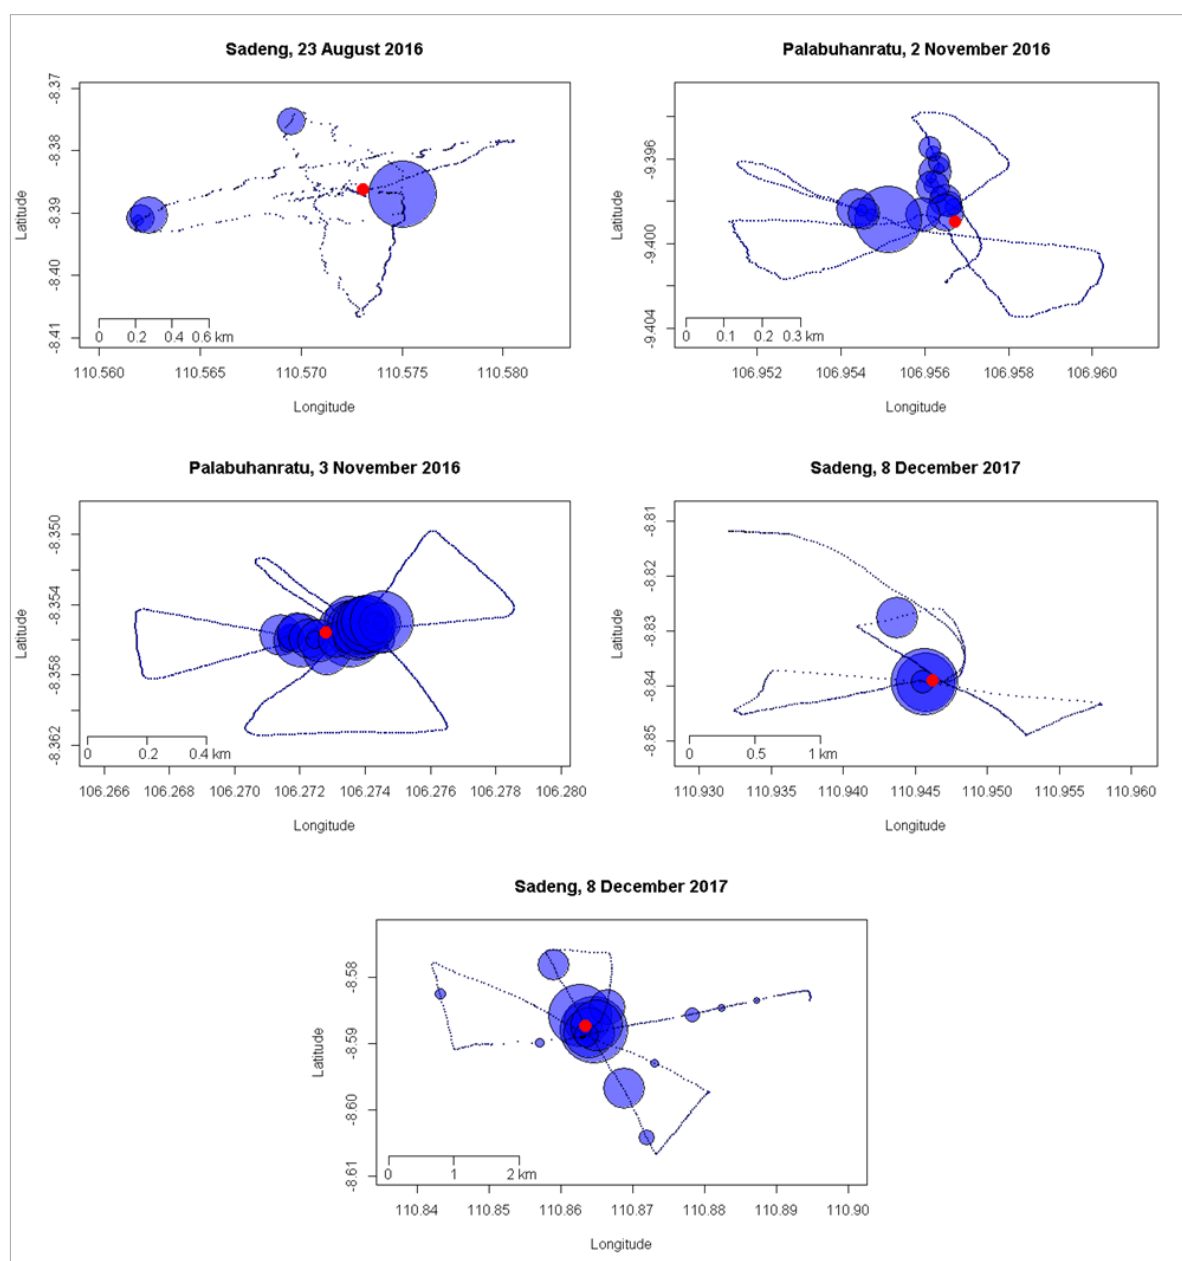 Sadeng, 23 August 2016
-8.37
-8.38
-8.39
-8.40
-8.41
Latitude
0 0.2 0.4 0.6 km
110.560 110.565 110.570 110.575 110.580
Longitude
Palabuhanratu, 2 November 2016
-9.396
-9.400
-9.404
Latitude
0 0.1 0.2 0.3 km
106.952 106.954 106.956 106.958 106.960
Longitude
Palabuhanratu, 3 November 2016
-8.350
-8.354
-8.358
-8.362
Latitude
0 0.2 0.4 km
106.266 106.268 106.270 106.272 106.274 106.276 106.278 106.280
Longitude
Sadeng, 8 December 2017
-8.81
-8.82
-8.83
-8.84
-8.85
Latitude
0 0.5 1 km
110.930 110.935 110.940 110.945 110.950 110.955 110.960
Longitude
Sadeng, 8 December 2017
-8.58
-8.59
-8.60
-8.61
Latitude
0 1 2 km
110.84 110.85 110.86 110.87 110.88 110.89 110.90
Longitude